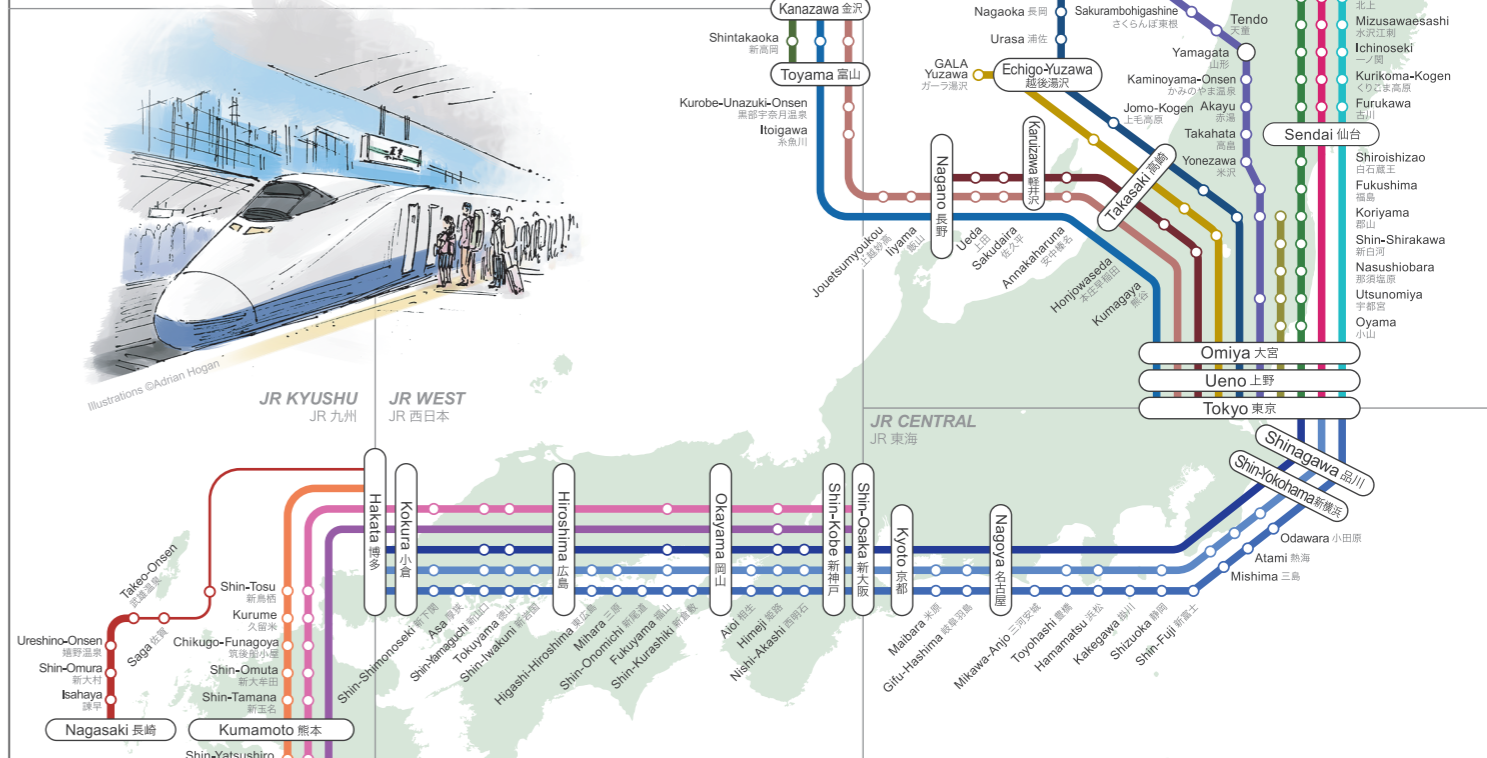 Kanazawa 金沢
Shintakaoka
新高岡
Toyama 富山
Kurobe-Unazuki-Onsen
黒部宇奈月温泉
Itoigawa
糸魚川
Nagaoka 長岡
Urasa 浦佐
GALA
Yuzawa
ガーラ湯沢
Echigo-Yuzawa
越後湯沢
Jomo-Kogen
上毛高原
Sakurambohigashine
さくらんぼ東根
Tendo
天童
Yamagata
山形
Kaminoyama-Onsen
かみのやま温泉
Akayu
赤湯
Takahata
高畠
Yonezawa
米沢
北上
Mizusawaesashi
水沢江刺
Ichinoseki
一ノ関
Kurikoma-Kogen
くりこま高原
Furukawa
古川
Sendai 仙台
Shiroishizao
白石蔵王
Fukushima
福島
Koriyama
郡山
Shin-Shirakawa
新白河
Nasushiobara
那須塩原
Utsunomiya
宇都宮
Oyama
小山
Jouetsumyoukou
上越妙高
Iiyama
飯山
Nagano 長野
Ueda
上田
Sakudaira
佐久平
Karuizawa 軽井沢
Annakaharuna
安中榛名
Takasaki 高崎
Honjowaseda
本庄早稲田
Kumagaya
熊谷
Omiya 大宮
Ueno 上野
Tokyo 東京
Illustrations ©Adrian Hogan
JR KYUSHU
JR 九州
JR WEST
JR 西日本
JR CENTRAL
JR 東海
Shinagawa 品川
Shin-Yokohama 新横浜
Odawara 小田原
Atami 熱海
Mishima 三島
Hakata 博多
Kokura 小倉
Hiroshima 広島
Okayama 岡山
Shin-Kobe 新神戸
Shin-Osaka 新大阪
Kyoto 京都
Nagoya 名古屋
Shin-Shimonoseki 新下関
Asa 厚狭
Shin-Yamaguchi 新山口
Tokuyama 徳山
Shin-Iwakuni 新岩国
Higashi-Hiroshima 東広島
Mihara 三原
Shin-Onomichi 新尾道
Fukuyama 福山
Shin-Kurashiki 新倉敷
Aioi 相生
Himeji 姫路
Nishi-Akashi 西明石
Maibara 米原
Gifu-Hashima 岐阜羽島
Mikawa-Anjo 三河安城
Toyohashi 豊橋
Hamamatsu 浜松
Kakegawa 掛川
Shizuoka 静岡
Shin-Fuji 新富士
Takeo-Onsen
武雄温泉
Saga 佐賀
Ureshino-Onsen
嬉野温泉
Shin-Omura
新大村
Isahaya
諫早
Nagasaki 長崎
Shin-Tosu
新鳥栖
Kurume
久留米
Chikugo-Funagoya
筑後船小屋
Shin-Omuta
新大牟田
Shin-Tamana
新玉名
Kumamoto 熊本
Shin-Yatsushiro